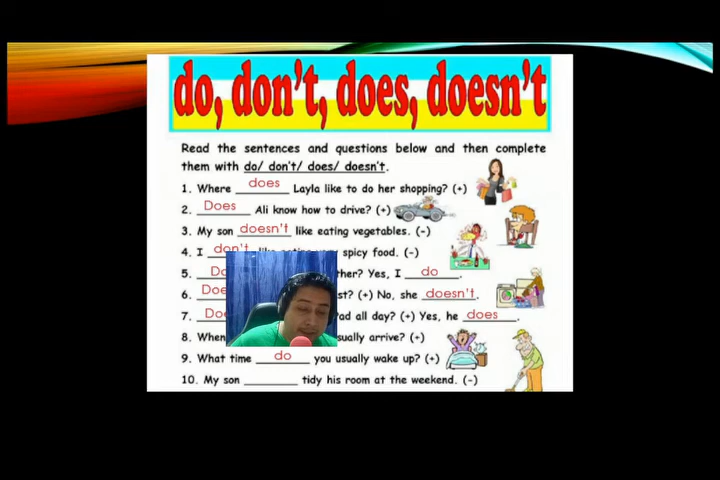 do, don't, does, doesn't
Read the sentences and questions below and then complete
them with do/ don't/ does/ doesn't.
1. Where does Layla like to do her shopping? (+)
2. Does Ali know how to drive? (+)
3. My son doesn't like eating vegetables. (-)
4. I don't spicy food. (-)
5. Yes, I do.
6. (+) No, she doesn't.
7. all day? (+) Yes, he does.
8. arrive? (+)
9. What time do you usually wake up? (+)
10. My son ________ tidy his room at the weekend. (-)